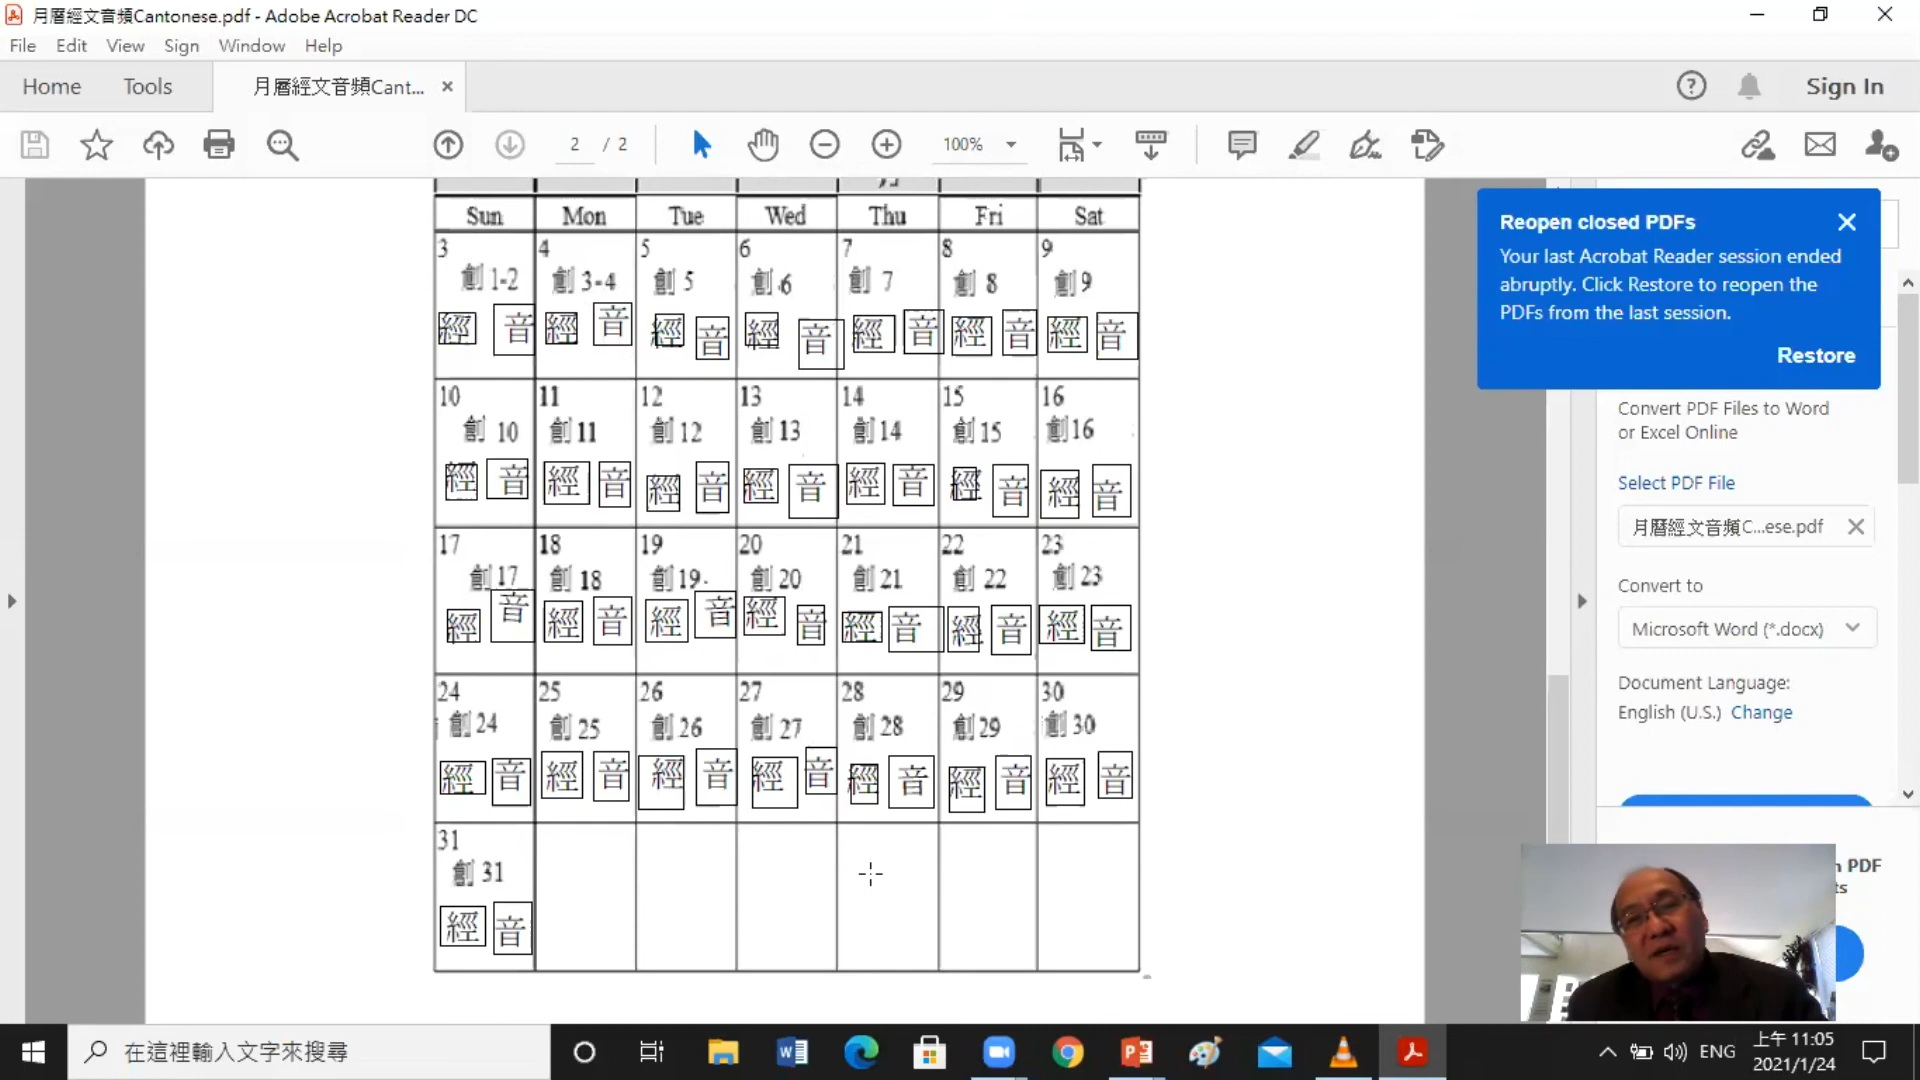 月曆經文音頻Cantonese.pdf - Adobe Acrobat Reader DC
File Edit View Sign Window Help
Home Tools 月曆經文音頻Cant... ×
Sign In
2 / 2 100%
Reopen closed PDFs
Your last Acrobat Reader session ended
abruptly. Click Restore to reopen the
PDFs from the last session.
Restore
Sun Mon Tue Wed Thu Fri Sat
3 4 5 6 7 8 9
創 1-2 創 3-4 創 5 創 6 創 7 創 8 創 9
經 音 經 音 經 音 經 音 經 音 經 音 經 音
10 11 12 13 14 15 16
創 10 創 11 創 12 創 13 創 14 創 15 創 16
經 音 經 音 經 音 經 音 經 音 經 音 經 音
17 18 19 20 21 22 23
創 17 創 18 創 19 創 20 創 21 創 22 創 23
經 音 經 音 經 音 經 音 經 音 經 音 經 音
24 25 26 27 28 29 30
創 24 創 25 創 26 創 27 創 28 創 29 創 30
經 音 經 音 經 音 經 音 經 音 經 音 經 音
31
創 31
經 音
Convert PDF Files to Word
or Excel Online
Select PDF File
月曆經文音頻C...ese.pdf
Convert to
Microsoft Word (*.docx)
Document Language:
English (U.S.) Change
PDF
在這裡輸入文字來搜尋
ENG
上午 11:05
2021/1/24